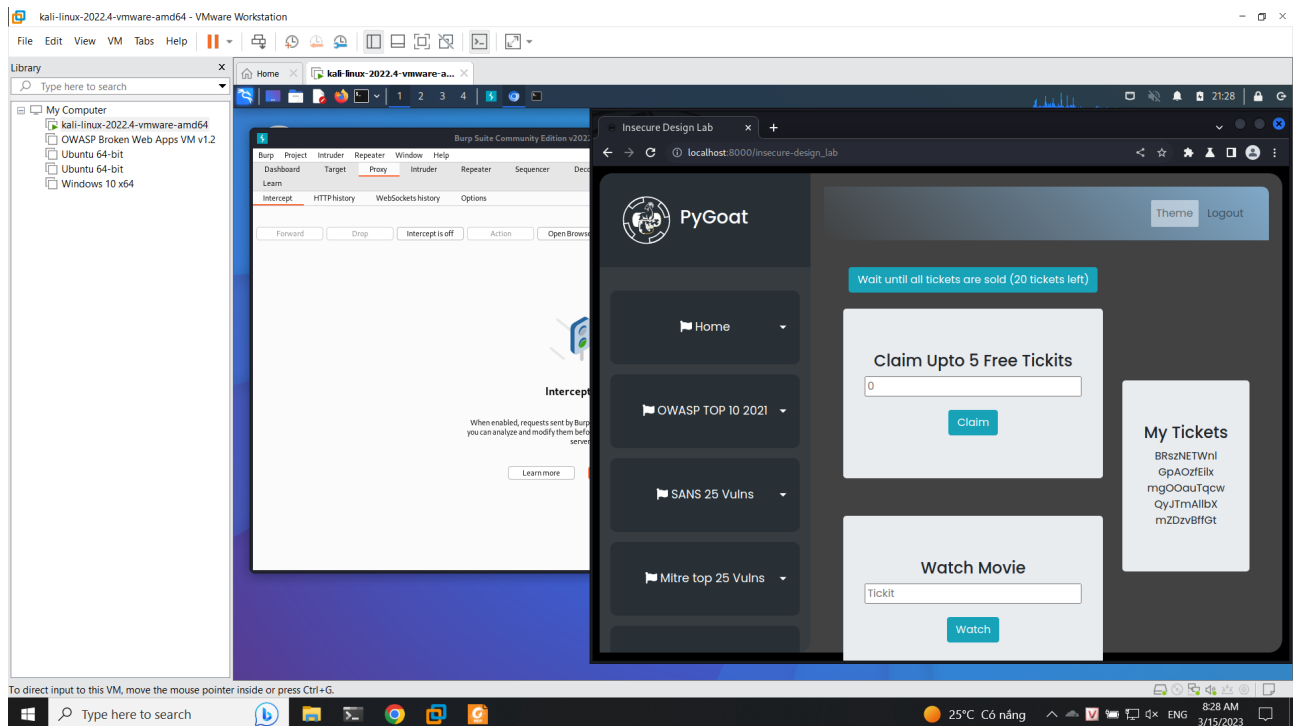 kali-linux-2022.4-vmware-amd64 - VMware Workstation
File Edit View VM Tabs Help
Library
Type here to search
My Computer
kali-linux-2022.4-vmware-amd64
OWASP Broken Web Apps VM v1.2
Ubuntu 64-bit
Ubuntu 64-bit
Windows 10 x64
Home
kali-linux-2022.4-vmware-a...
1 2 3 4
21:28
Burp Suite Community Edition v202
Burp Project Intruder Repeater Window Help
Dashboard Target Proxy Intruder Repeater Sequencer
Learn
Intercept HTTP history WebSockets history Options
Forward Drop Intercept is off Action Open Browse
Intercept
When enabled, requests sent by Burp
you can analyze and modify them befo
server
Learn more
Insecure Design Lab
localhost:8000/insecure-design_lab
PyGoat
Theme Logout
Home
OWASP TOP 10 2021
SANS 25 Vulns
Mitre top 25 Vulns
Wait until all tickets are sold (20 tickets left)
Claim Upto 5 Free Tickits
0
Claim
Watch Movie
Tickit
Watch
My Tickets
BRszNETWnl
GpAOzfEilx
mgOOauTqcw
QyJTmAllbX
mZDzvBffGt
To direct input to this VM, move the mouse pointer inside or press Ctrl+G.
Type here to search
25°C Có nắng
ENG
8:28 AM
3/15/2023